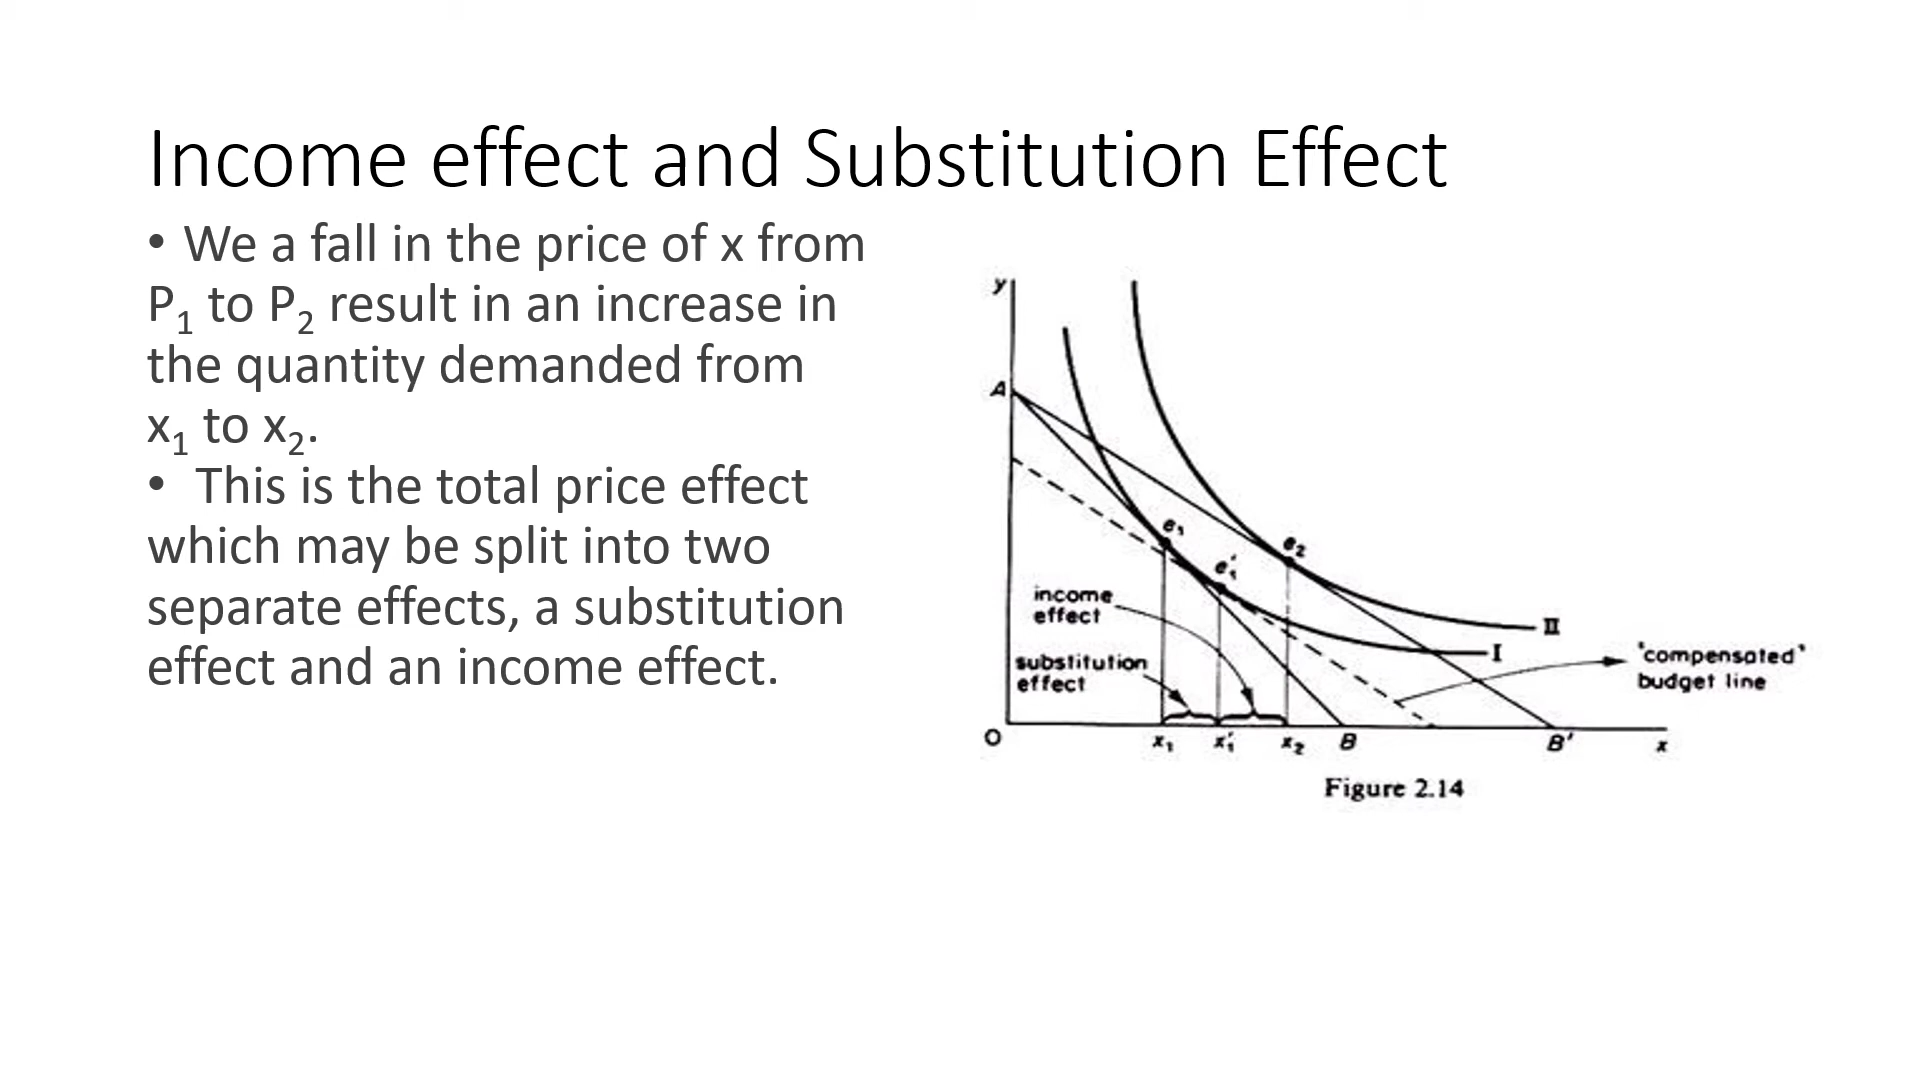 Income effect and Substitution Effect
• We a fall in the price of x from
P₁ to P₂ result in an increase in
the quantity demanded from
x₁ to x₂.
• This is the total price effect
which may be split into two
separate effects, a substitution
effect and an income effect.
y
A
e₁
e₂
e₁'
income
effect
II
I
substitution
effect
'compensated'
budget line
O
x₁
x₁'
x₂
B
B'
x
Figure 2.14